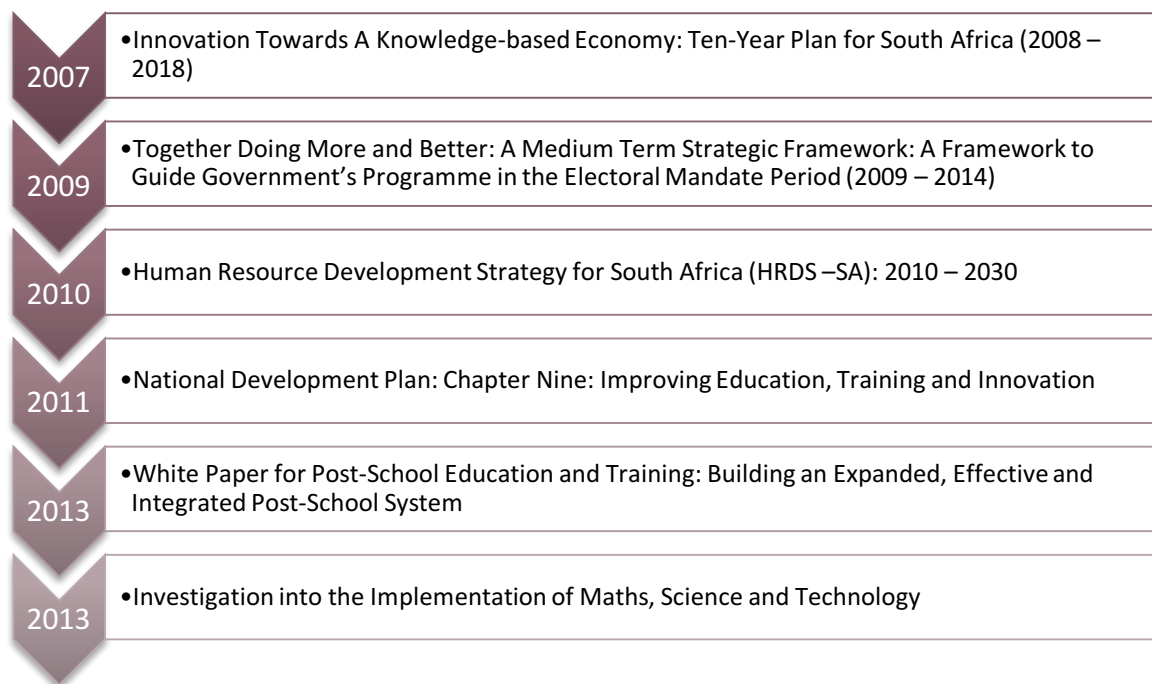 2007
•Innovation Towards A Knowledge-based Economy: Ten-Year Plan for South Africa (2008 –
2018)
2009
•Together Doing More and Better: A Medium Term Strategic Framework: A Framework to
Guide Government’s Programme in the Electoral Mandate Period (2009 – 2014)
2010
•Human Resource Development Strategy for South Africa (HRDS –SA): 2010 – 2030
2011
•National Development Plan: Chapter Nine: Improving Education, Training and Innovation
2013
•White Paper for Post-School Education and Training: Building an Expanded, Effective and
Integrated Post-School System
2013
•Investigation into the Implementation of Maths, Science and Technology